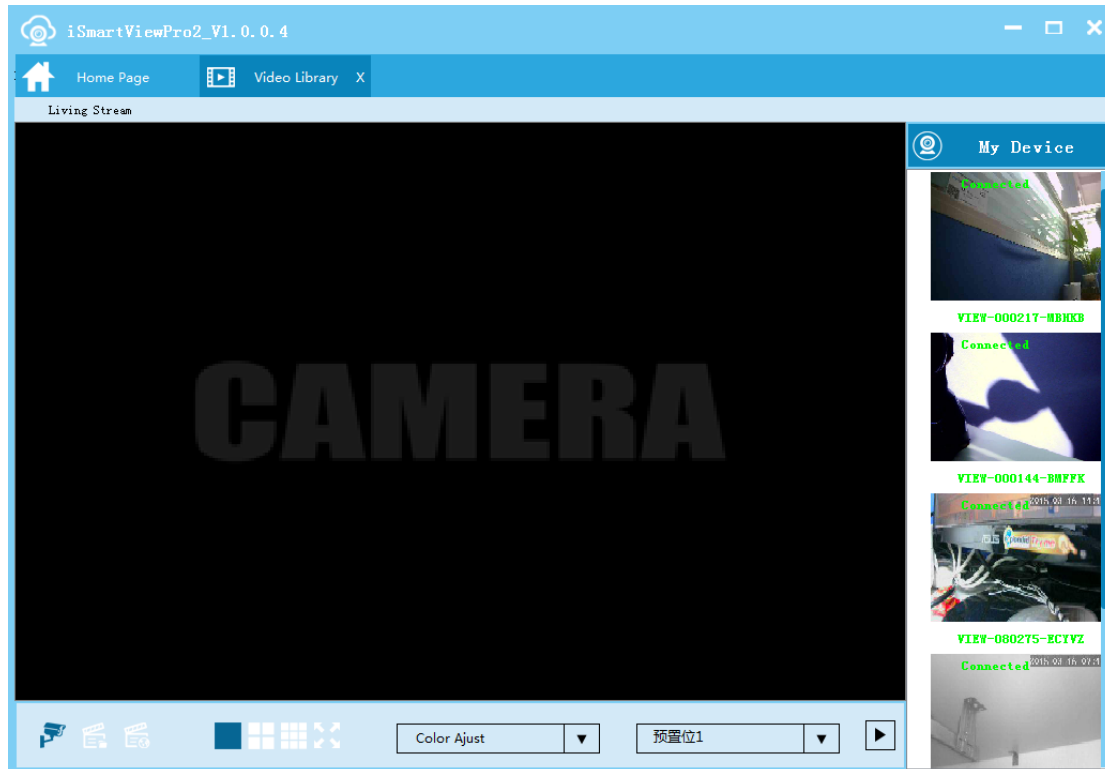 iSmartViewPro2_V1.0.0.4
Home Page
Video Library X
Living Stream
My Device
CAMERA
Connected
VIEW-000217-MBHKB
Connected
VIEW-000144-BMFFK
Connected
ASUS
VIEW-080275-ECYVZ
Connected
Color Ajust
预置位1